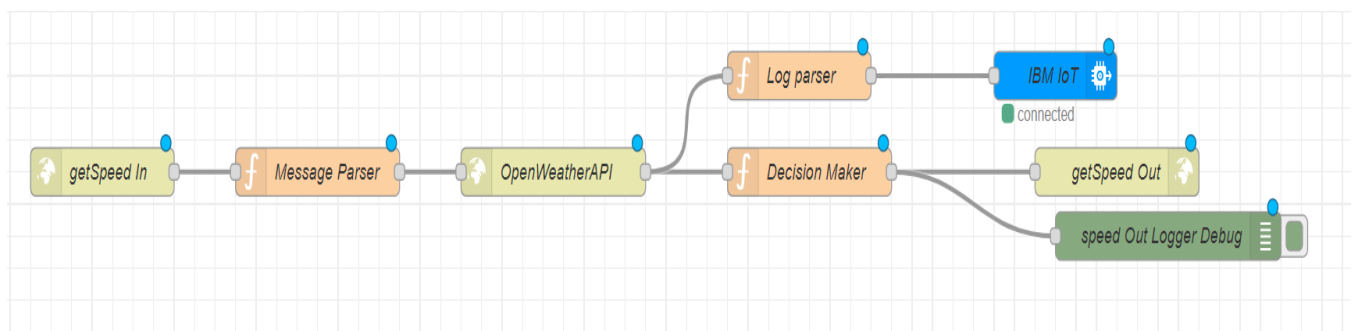 Log parser
IBM IoT
connected
getSpeed In
Message Parser
OpenWeatherAPI
Decision Maker
getSpeed Out
speed Out Logger Debug